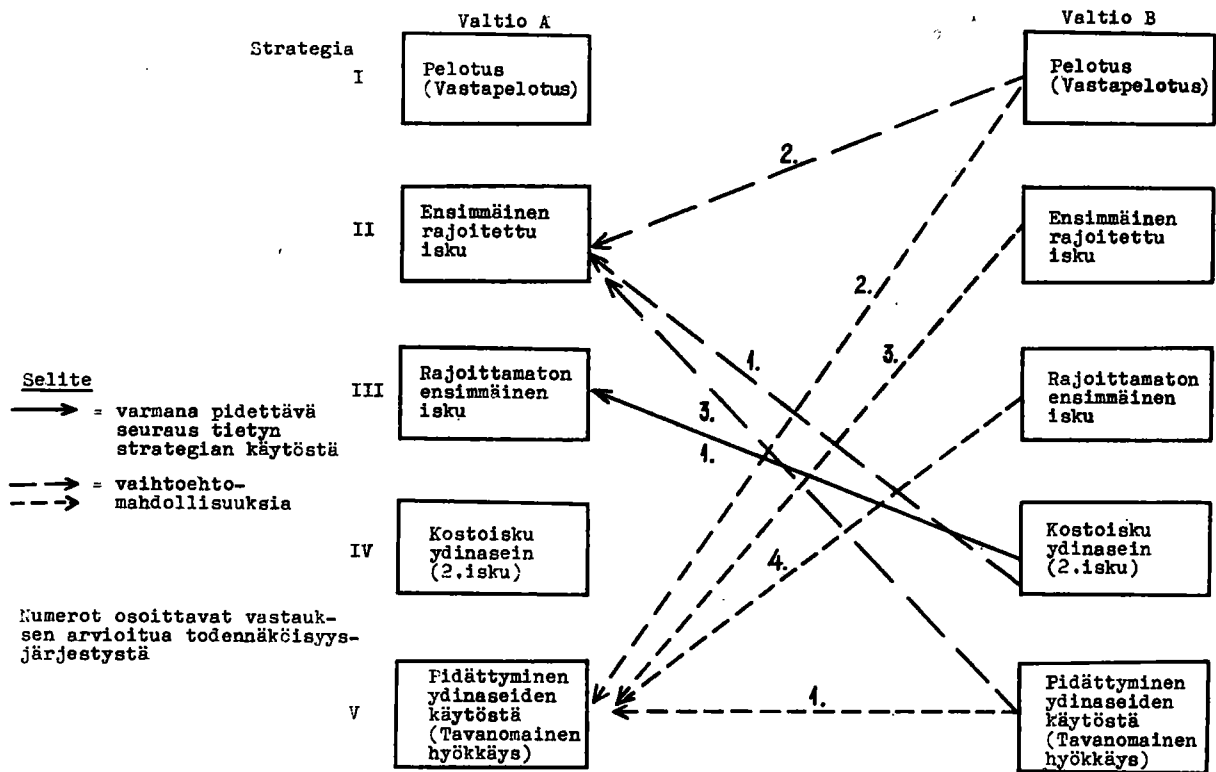 Valtio A
Valtio B
Strategia
I
Pelotus
(Vastapelotus)
Pelotus
(Vastapelotus)
2.
II
Ensimmäinen
rajoitettu
isku
Ensimmäinen
rajoitettu
isku
2.
1.
3.
Selite
= varmana pidettävä
seuraus tietyn
strategian käytöstä
= vaihtoehto-
mahdollisuuksia
III
Rajoittamaton
ensimmäinen
isku
Rajoittamaton
ensimmäinen
isku
3.
1.
IV
Kostoisku
ydinasein
(2.isku)
Kostoisku
ydinasein
(2.isku)
4.
Numerot osoittavat vastauk-
sen arvioitua todennäköisyys-
järjestystä
V
Pidättyminen
ydinaseiden
käytöstä
(Tavanomainen
hyökkäys)
1.
Pidättyminen
ydinaseiden
käytöstä
(Tavanomainen
hyökkäys)